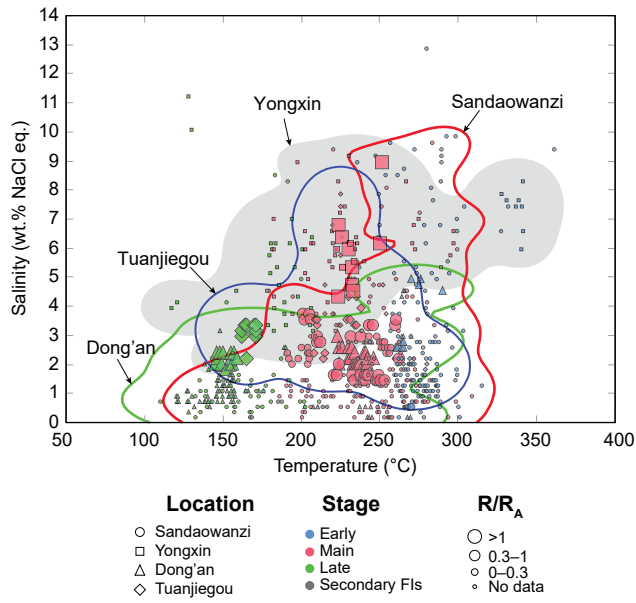 14
13
12
11
10
9
8
7
6
5
4
3
2
1
0
Salinity (wt.% NaCl eq.)
Yongxin
Sandaowanzi
Tuanjiegou
Dong'an
50 100 150 200 250 300 350 400
Temperature (°C)
Location Stage R/RA
Sandaowanzi Early >1
Yongxin Main 0.3–1
Dong'an Late 0–0.3
Tuanjiegou Secondary FIs No data